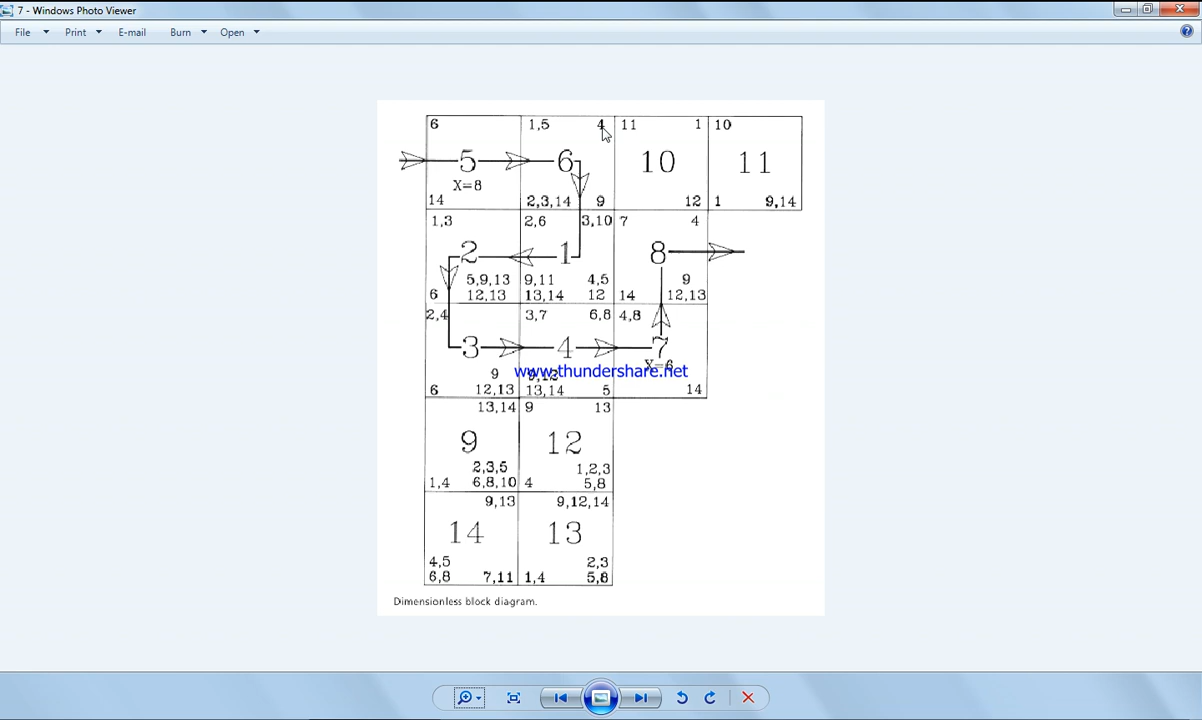 7 - Windows Photo Viewer
File Print E-mail Burn Open
6 1,5 4 11 1 10
5 6 10 11
X=8
14 2,3,14 9 12 1 9,14
1,3 2,6 3,10 7 4
2 1 8
5,9,13 9,11 4,5 9
6 12,13 13,14 12 14 12,13
2,4 3,7 6,8 4,8
3 4 7
www.thundershare.net
9
6 12,13 13,14 5 14
13,14 9 13
9 12
2,3,5 1,2,3
1,4 6,8,10 4 5,8
9,13 9,12,14
14 13
4,5 2,3
6,8 7,11 1,4 5,8
Dimensionless block diagram.